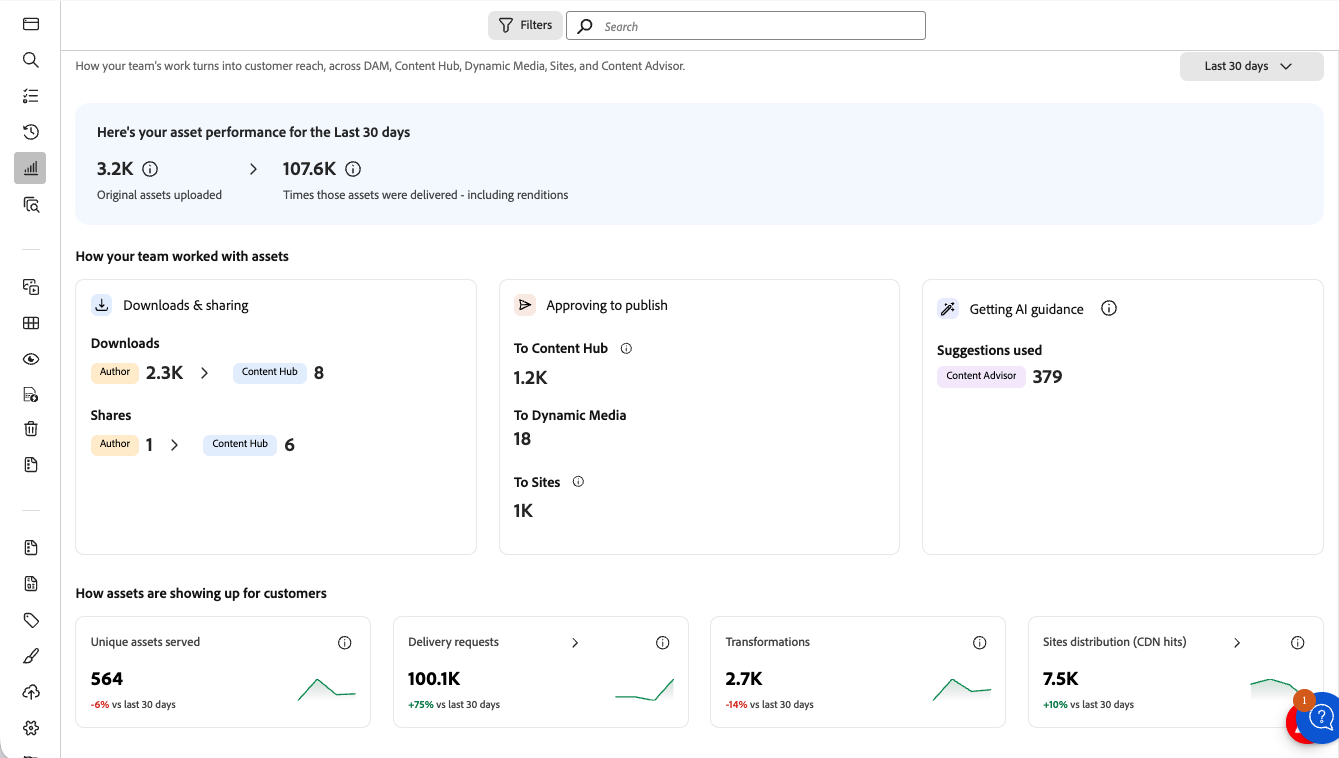 Filters
Search
How your team's work turns into customer reach, across DAM, Content Hub, Dynamic Media, Sites, and Content Advisor.
Last 30 days
Here's your asset performance for the Last 30 days
3.2K
107.6K
Original assets uploaded
Times those assets were delivered - including renditions
How your team worked with assets
Downloads & sharing
Downloads
Author 2.3K Content Hub 8
Shares
Author 1 Content Hub 6
Approving to publish
To Content Hub
1.2K
To Dynamic Media
18
To Sites
1K
Getting AI guidance
Suggestions used
Content Advisor 379
How assets are showing up for customers
Unique assets served
564
-6% vs last 30 days
Delivery requests
100.1K
+75% vs last 30 days
Transformations
2.7K
-14% vs last 30 days
Sites distribution (CDN hits)
7.5K
+10% vs last 30 days
1